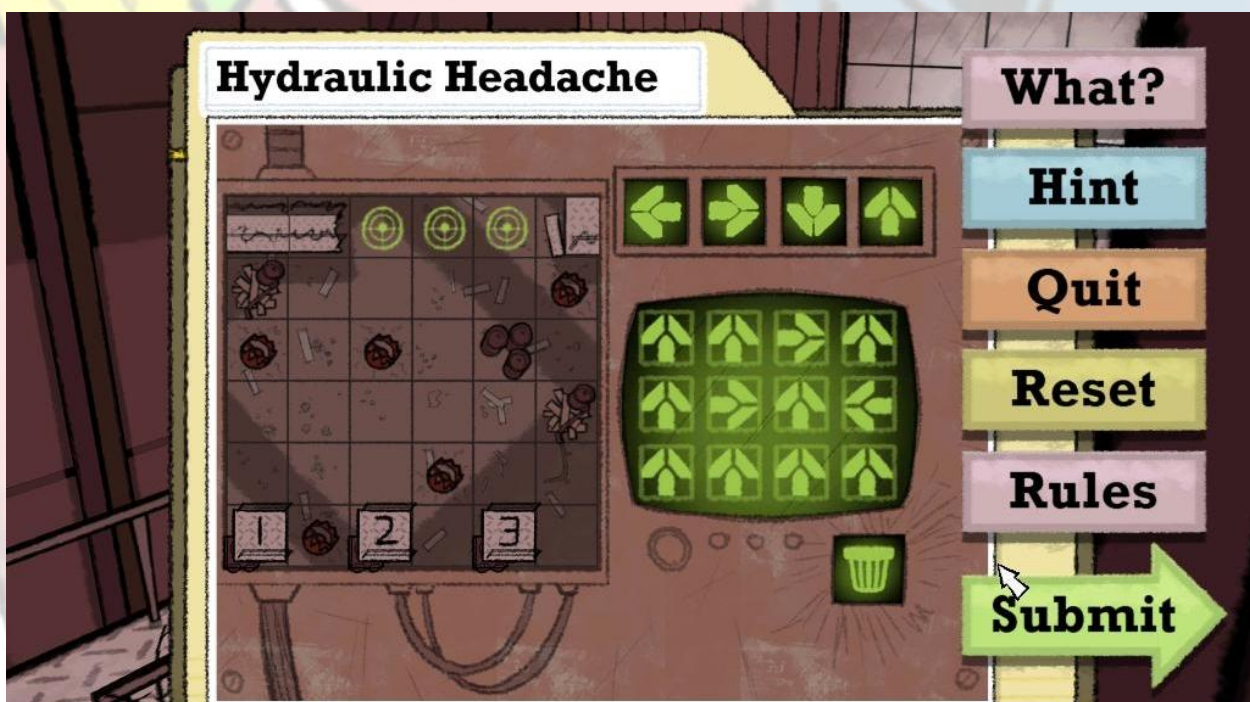 Hydraulic Headache
What?
Hint
Quit
Reset
Rules
1 2 3
Submit